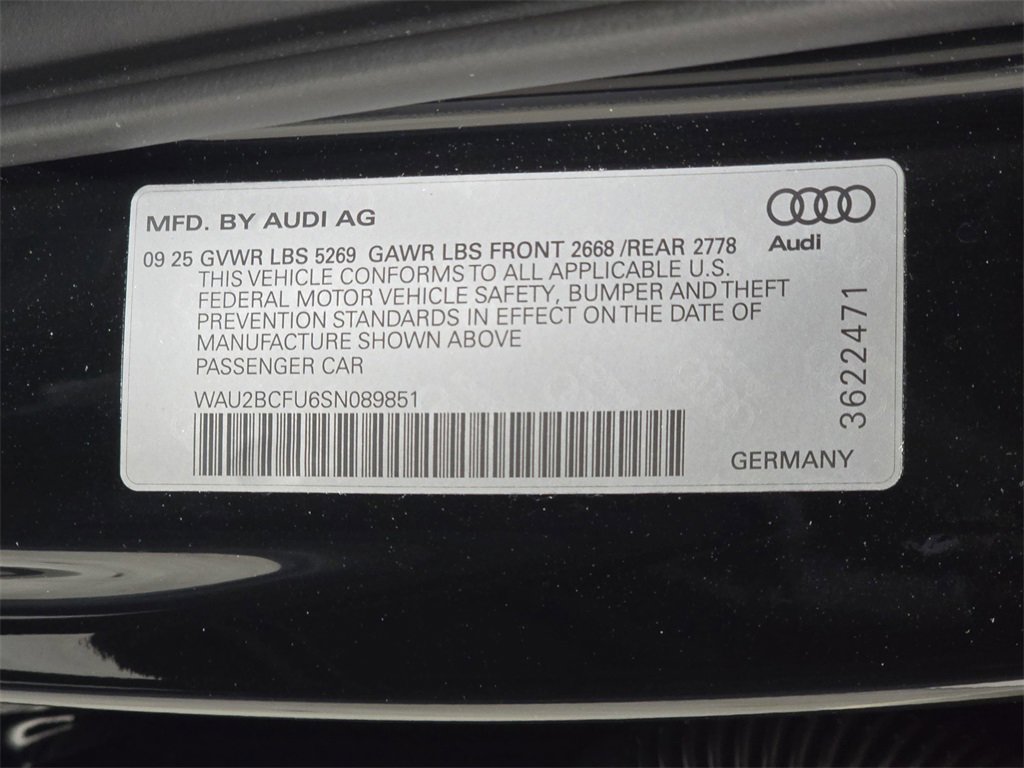 MFD. BY AUDI AG
Audi
09 25 GVWR LBS 5269 GAWR LBS FRONT 2668 /REAR 2778
THIS VEHICLE CONFORMS TO ALL APPLICABLE U.S.
FEDERAL MOTOR VEHICLE SAFETY, BUMPER AND THEFT
PREVENTION STANDARDS IN EFFECT ON THE DATE OF
MANUFACTURE SHOWN ABOVE
PASSENGER CAR
WAU2BCFU6SN089851
GERMANY
3622471